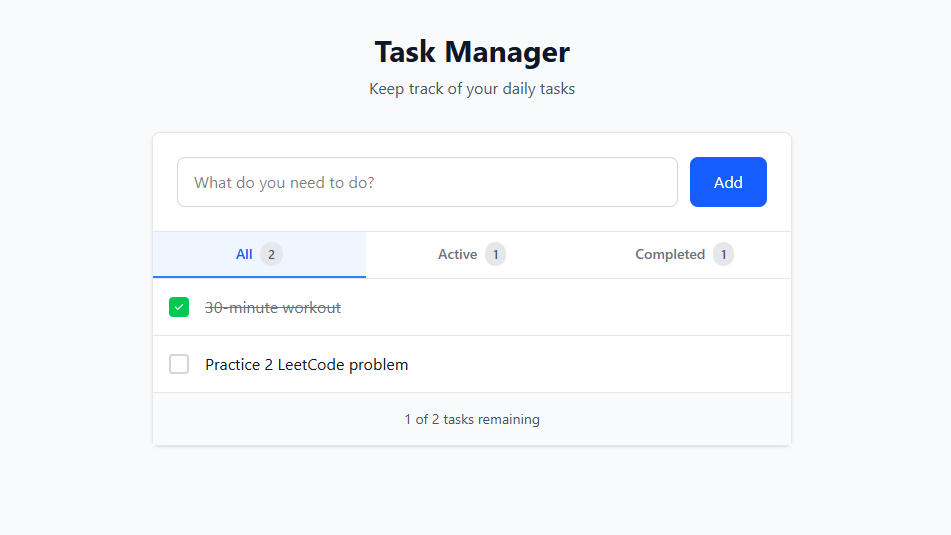 Task Manager
Keep track of your daily tasks
What do you need to do?
Add
All 2
Active 1
Completed 1
30-minute workout
Practice 2 LeetCode problem
1 of 2 tasks remaining